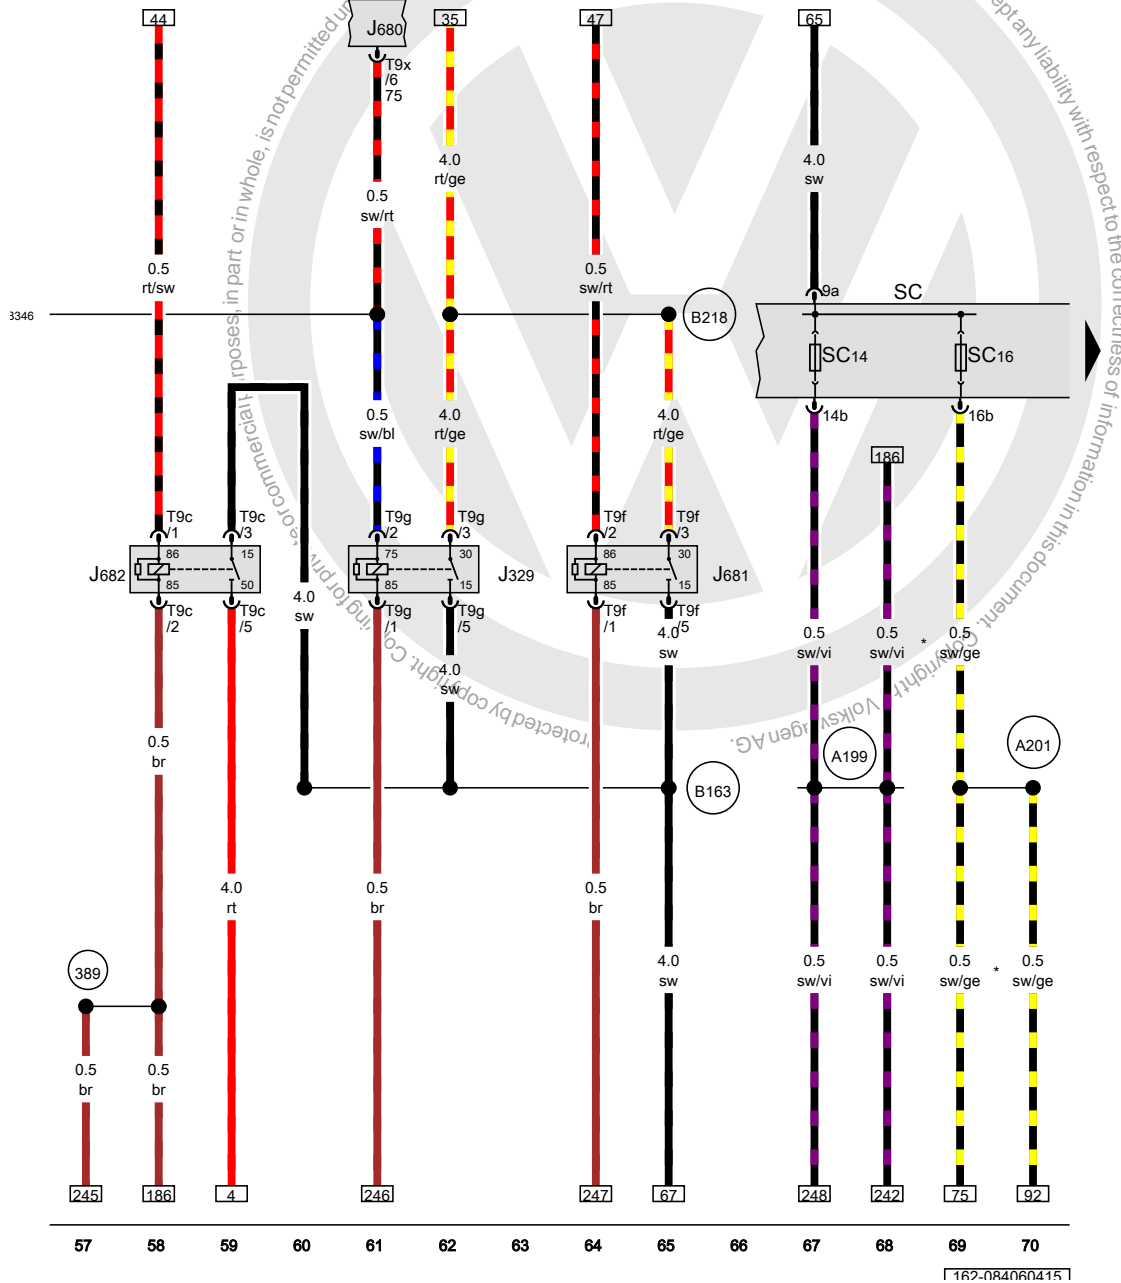 44
J680
35
47
65
T9x
/6
75
4.0
rt/ge
4.0
sw
0.5
sw/rt
0.5
rt/sw
0.5
sw/rt
9a
SC
B218
SC14
SC16
14b
16b
0.5
sw/bl
4.0
rt/ge
4.0
rt/ge
186
T9c
/1
T9c
/3
T9g
/2
T9g
/3
T9f
/2
T9f
/3
86
15
75
30
86
30
J682
J329
J681
85
50
85
15
85
15
T9c
/2
T9c
/5
4.0
sw
T9g
/1
T9g
/5
T9f
/1
T9f
/5
4.0
sw
4.0
sw
0.5
sw/vi
0.5
sw/vi
*
0.5
sw/ge
0.5
br
A199
A201
B163
4.0
rt
0.5
br
0.5
br
4.0
sw
0.5
sw/vi
0.5
sw/vi
0.5
sw/ge
*
0.5
sw/ge
389
0.5
br
0.5
br
245
186
4
246
247
67
248
242
75
92
57 58 59 60 61 62 63 64 65 66 67 68 69 70
162-084060415